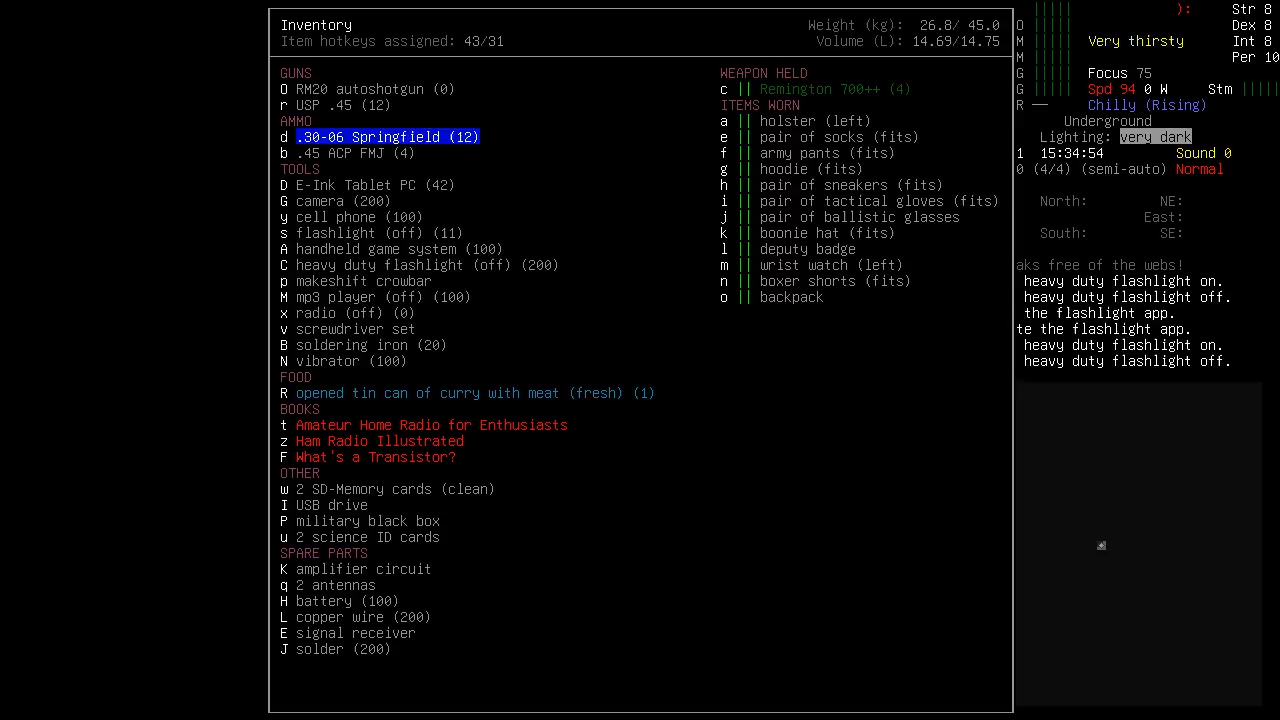 Inventory
Weight (kg): 26.8/ 45.0
Item hotkeys assigned: 43/31
Volume (L): 14.69/14.75
GUNS
O RM20 autoshotgun (0)
r USP .45 (12)
AMMO
d .30-06 Springfield (12)
b .45 ACP FMJ (4)
TOOLS
D E-Ink Tablet PC (42)
G camera (200)
y cell phone (100)
s flashlight (off) (11)
A handheld game system (100)
C heavy duty flashlight (off) (200)
p makeshift crowbar
M mp3 player (off) (100)
x radio (off) (0)
v screwdriver set
B soldering iron (20)
N vibrator (100)
FOOD
R opened tin can of curry with meat (fresh) (1)
BOOKS
t Amateur Home Radio for Enthusiasts
z Ham Radio Illustrated
F What's a Transistor?
OTHER
w 2 SD-Memory cards (clean)
I USB drive
P military black box
u 2 science ID cards
SPARE PARTS
K amplifier circuit
q 2 antennas
H battery (100)
L copper wire (200)
E signal receiver
J solder (200)
WEAPON HELD
c || Remington 700++ (4)
ITEMS WORN
a || holster (left)
e || pair of socks (fits)
f || army pants (fits)
g || hoodie (fits)
h || pair of sneakers (fits)
i || pair of tactical gloves (fits)
j || pair of ballistic glasses
k || boonie hat (fits)
l || deputy badge
m || wrist watch (left)
n || boxer shorts (fits)
o || backpack
||||| ): Str 8
O ||||| Dex 8
M ||||| Very thirsty Int 8
M ||||| Per 10
G ||||| Focus 75
G ||||| Spd 94 0 W Stm |||||
R — Chilly (Rising)
Underground
Lighting: very dark
1 15:34:54 Sound 0
0 (4/4) (semi-auto) Normal
North: NE:
East:
South: SE:
aks free of the webs!
heavy duty flashlight on.
heavy duty flashlight off.
the flashlight app.
te the flashlight app.
heavy duty flashlight on.
heavy duty flashlight off.